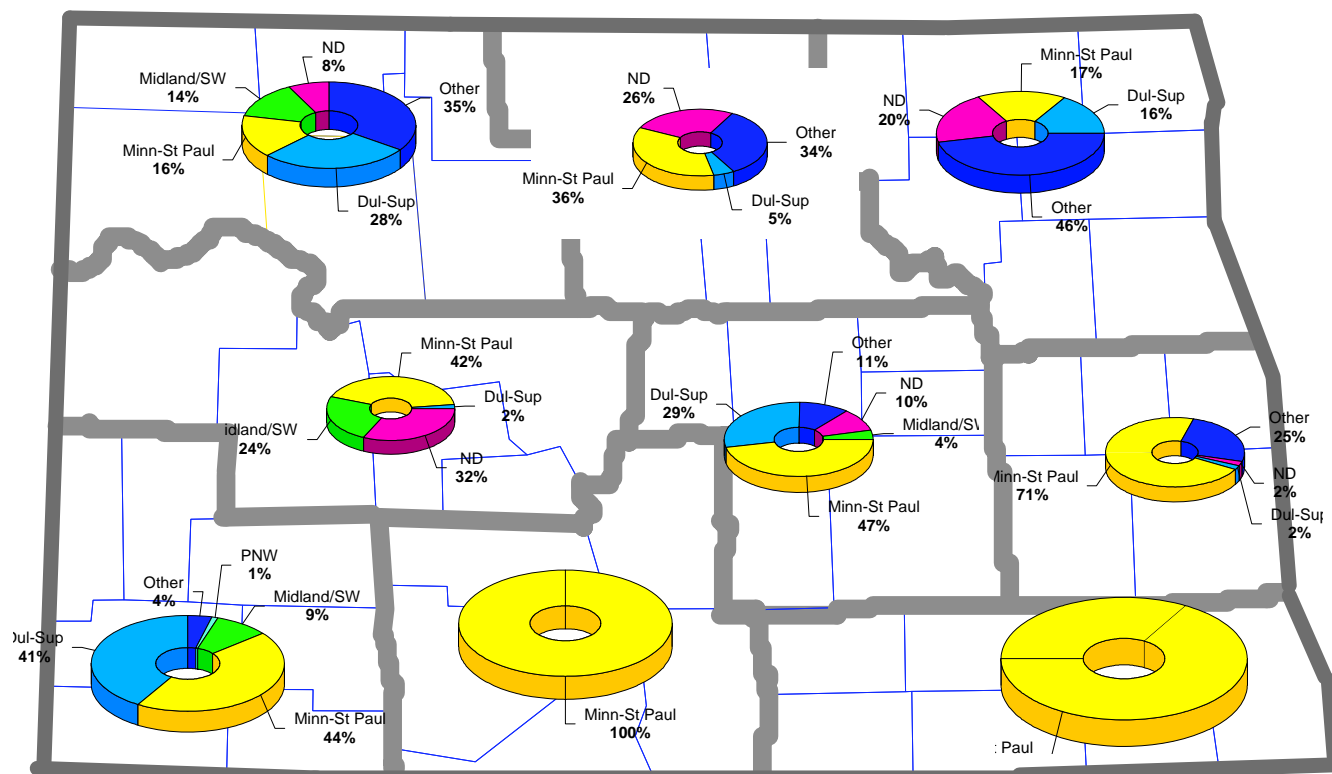 ND
8%
Midland/SW
14%
Other
35%
Minn-St Paul
16%
Dul-Sup
28%
ND
26%
Other
34%
Minn-St Paul
36%
Dul-Sup
5%
Minn-St Paul
17%
ND
20%
Dul-Sup
16%
Other
46%
Minn-St Paul
42%
Dul-Sup
2%
idland/SW
24%
ND
32%
Other
11%
Dul-Sup
29%
ND
10%
Midland/S
4%
Minn-St Paul
47%
Other
25%
Minn-St Paul
71%
ND
2%
Dul-Sup
2%
PNW
1%
Other
4%
Midland/SW
9%
Dul-Sup
41%
Minn-St Paul
44%
Minn-St Paul
100%
: Paul